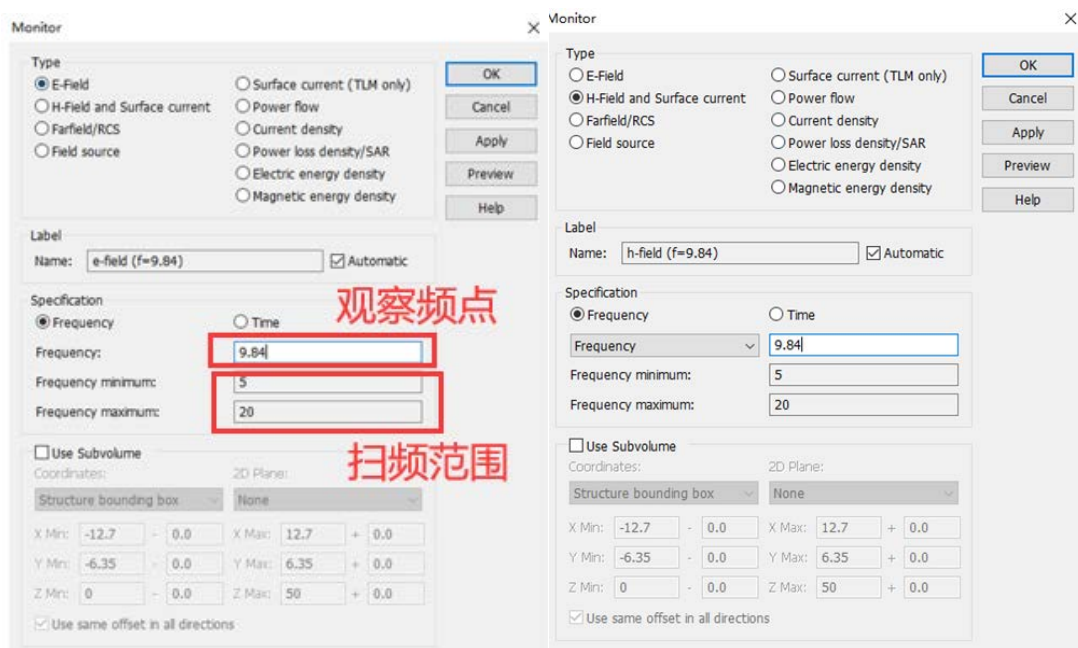 Monitor
Type
E-Field
H-Field and Surface current
Farfield/RCS
Field source
Surface current (TLM only)
Power flow
Current density
Power loss density/SAR
Electric energy density
Magnetic energy density
OK
Cancel
Apply
Preview
Help
Label
Name: e-field (f=9.84) Automatic
Specification
Frequency Time
观察频点
Frequency: 9.84
Frequency minimum: 5
Frequency maximum: 20
扫频范围
Use Subvolume
Coordinates: 2D Plane:
Structure bounding box None
X Min: -12.7 - 0.0 X Max: 12.7 + 0.0
Y Min: -6.35 - 0.0 Y Max: 6.35 + 0.0
Z Min: 0 - 0.0 Z Max: 50 + 0.0
Use same offset in all directions
Monitor
Type
E-Field
H-Field and Surface current
Farfield/RCS
Field source
Surface current (TLM only)
Power flow
Current density
Power loss density/SAR
Electric energy density
Magnetic energy density
OK
Cancel
Apply
Preview
Help
Label
Name: h-field (f=9.84) Automatic
Specification
Frequency Time
Frequency 9.84
Frequency minimum: 5
Frequency maximum: 20
Use Subvolume
Coordinates: 2D Plane:
Structure bounding box None
X Min: -12.7 - 0.0 X Max: 12.7 + 0.0
Y Min: -6.35 - 0.0 Y Max: 6.35 + 0.0
Z Min: 0 - 0.0 Z Max: 50 + 0.0
Use same offset in all directions